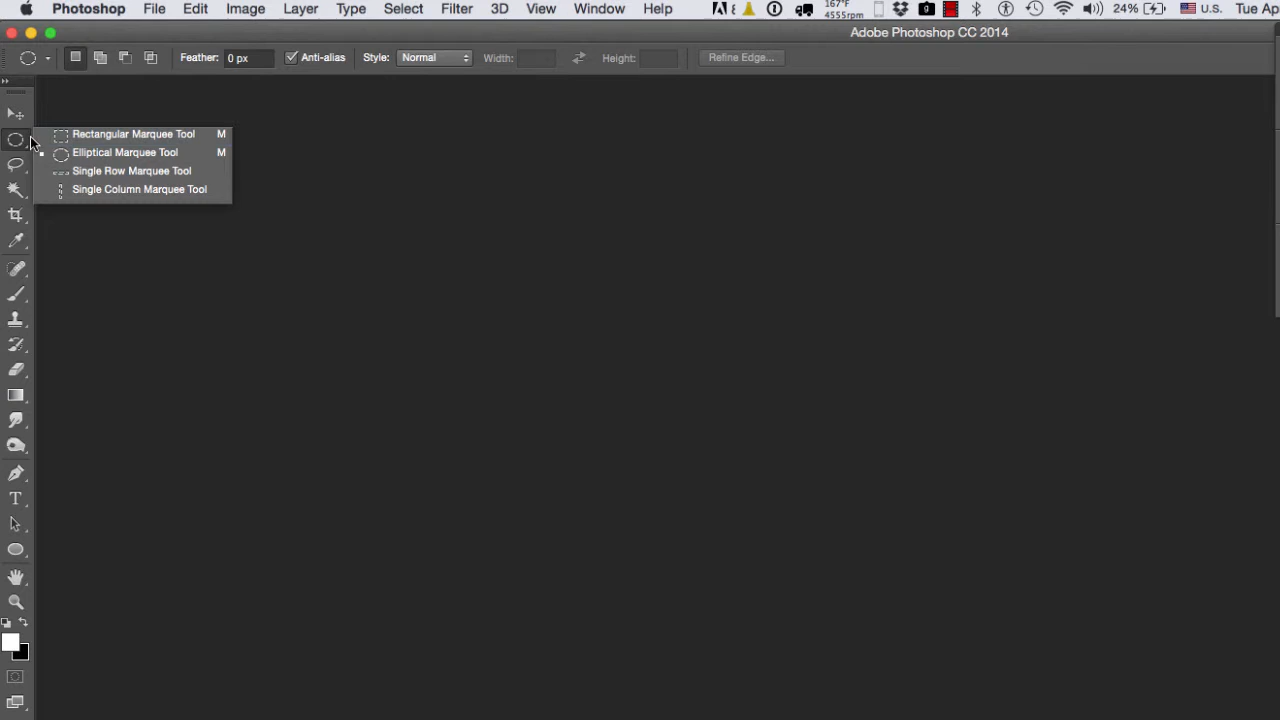 Photoshop File Edit Image Layer Type Select Filter 3D View Window Help 167°F 4555rpm 24% U.S. Tue Ap
Adobe Photoshop CC 2014
Feather: 0 px Anti-alias Style: Normal Width: Height: Refine Edge...
Rectangular Marquee Tool M
Elliptical Marquee Tool M
Single Row Marquee Tool
Single Column Marquee Tool